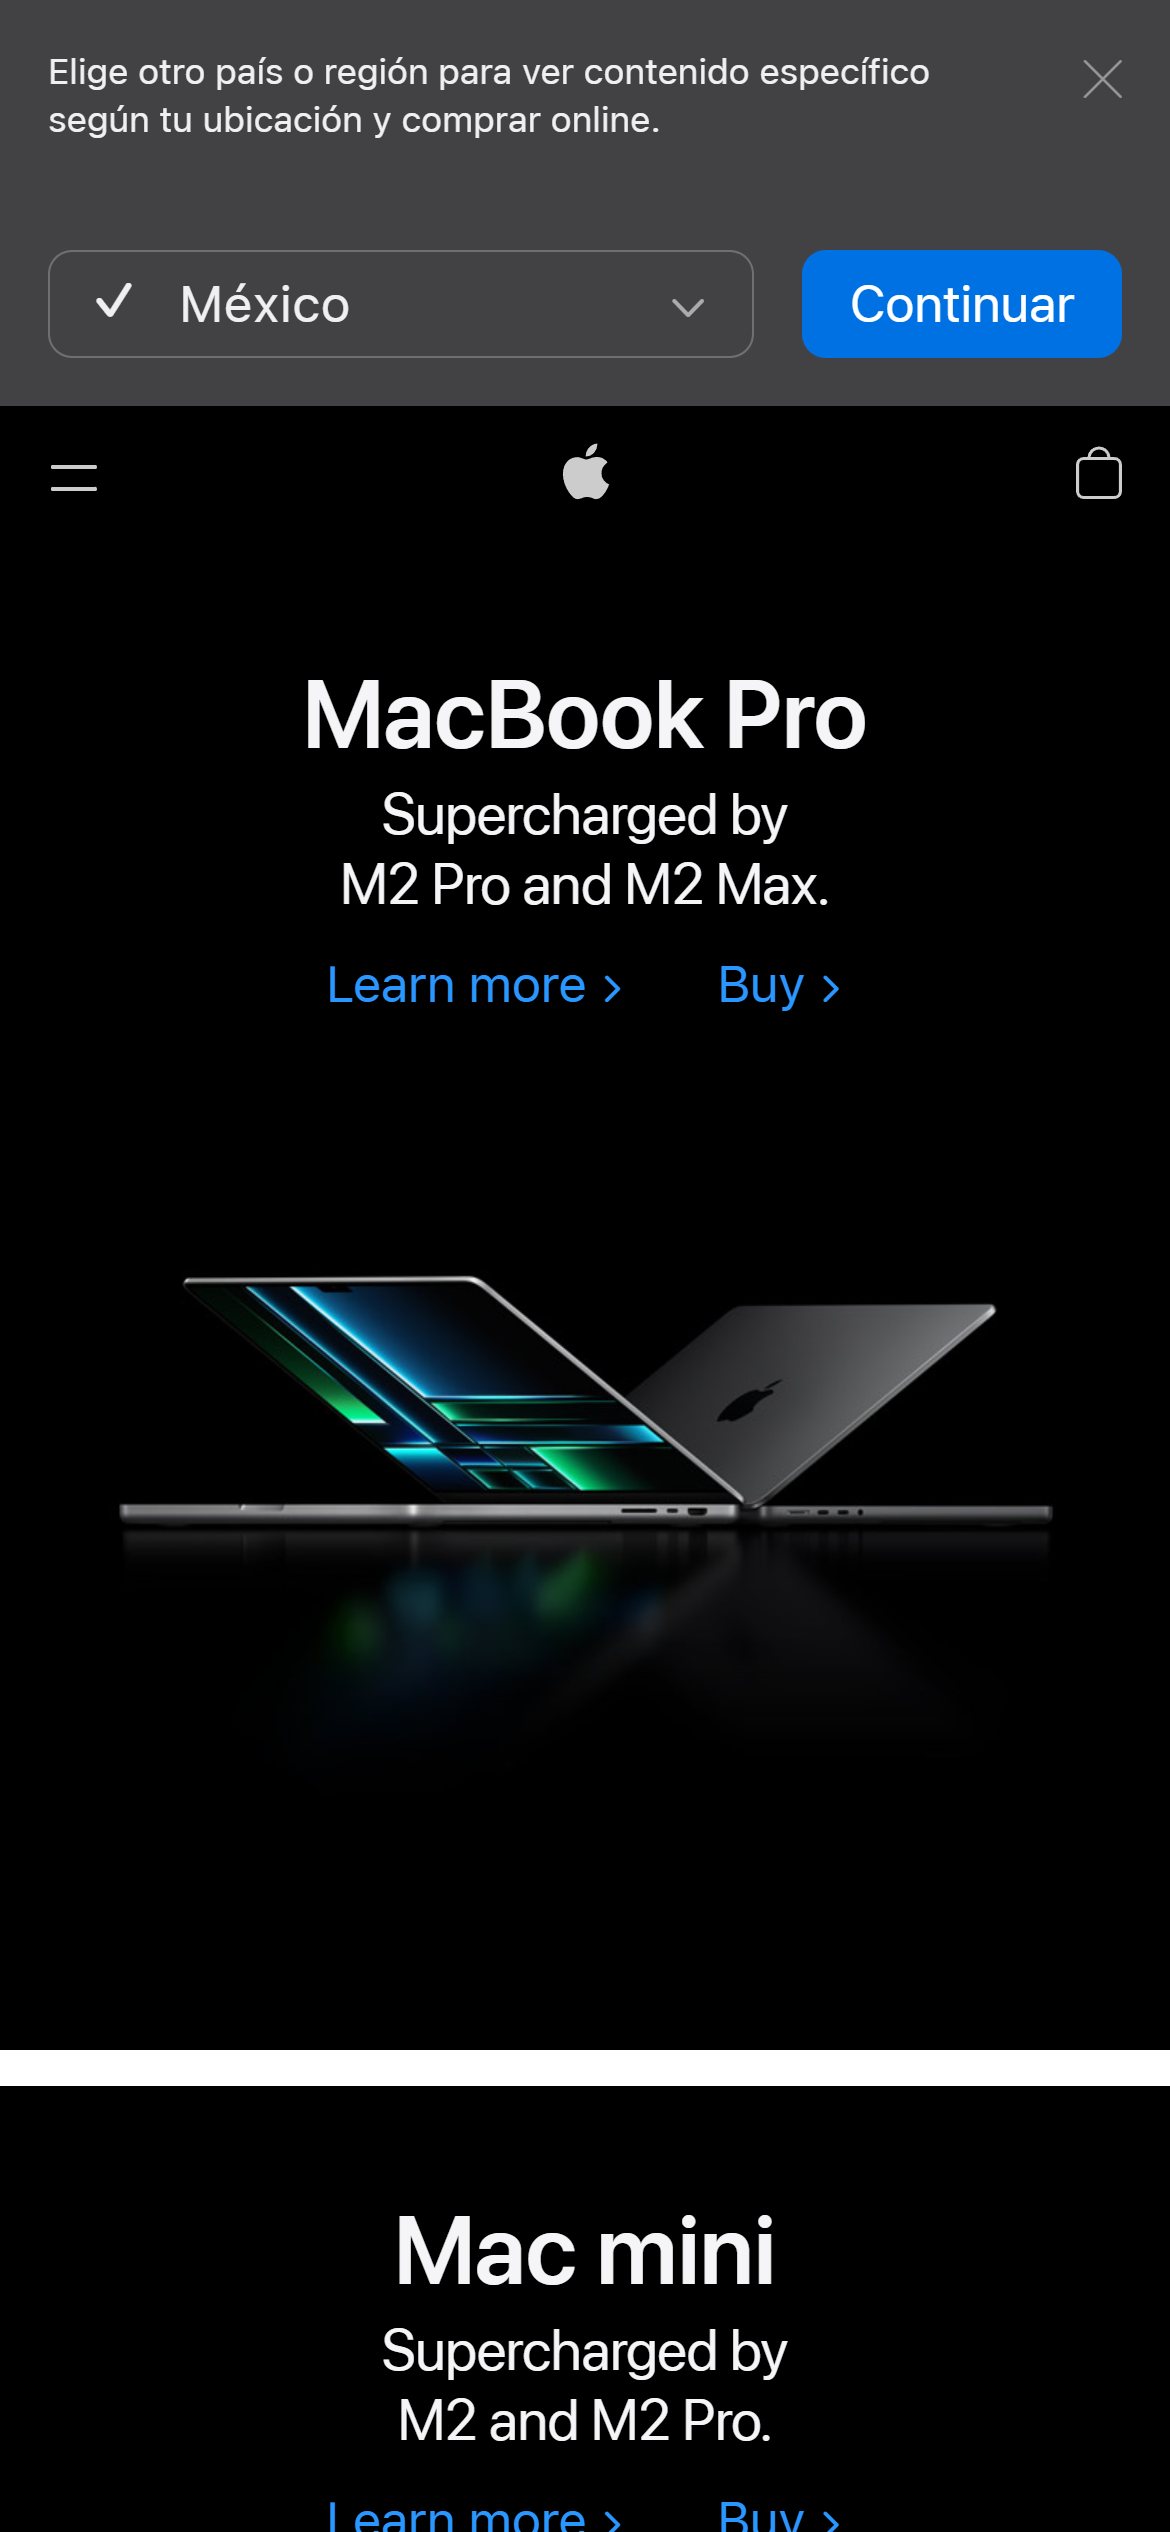 Elige otro país o región para ver contenido específico
según tu ubicación y comprar online.
México
Continuar
MacBook Pro
Supercharged by
M2 Pro and M2 Max.
Learn more
Buy
Mac mini
Supercharged by
M2 and M2 Pro.
Learn more
Buy